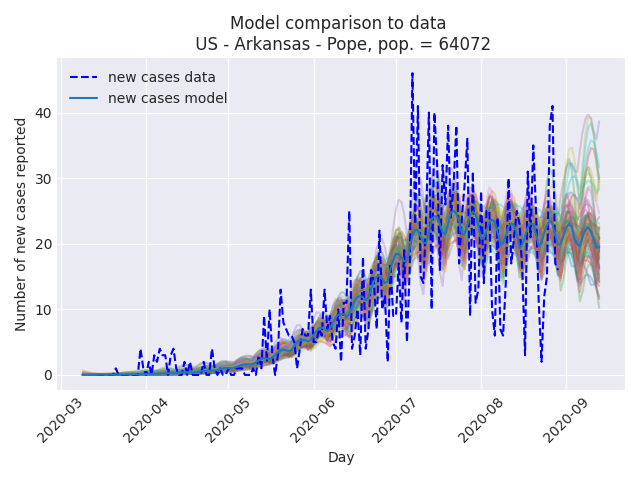 Model comparison to data
US - Arkansas - Pope, pop. = 64072
new cases data
new cases model
Number of new cases reported
40
30
20
10
0
2020-03
2020-04
2020-05
2020-06
2020-07
2020-08
2020-09
Day